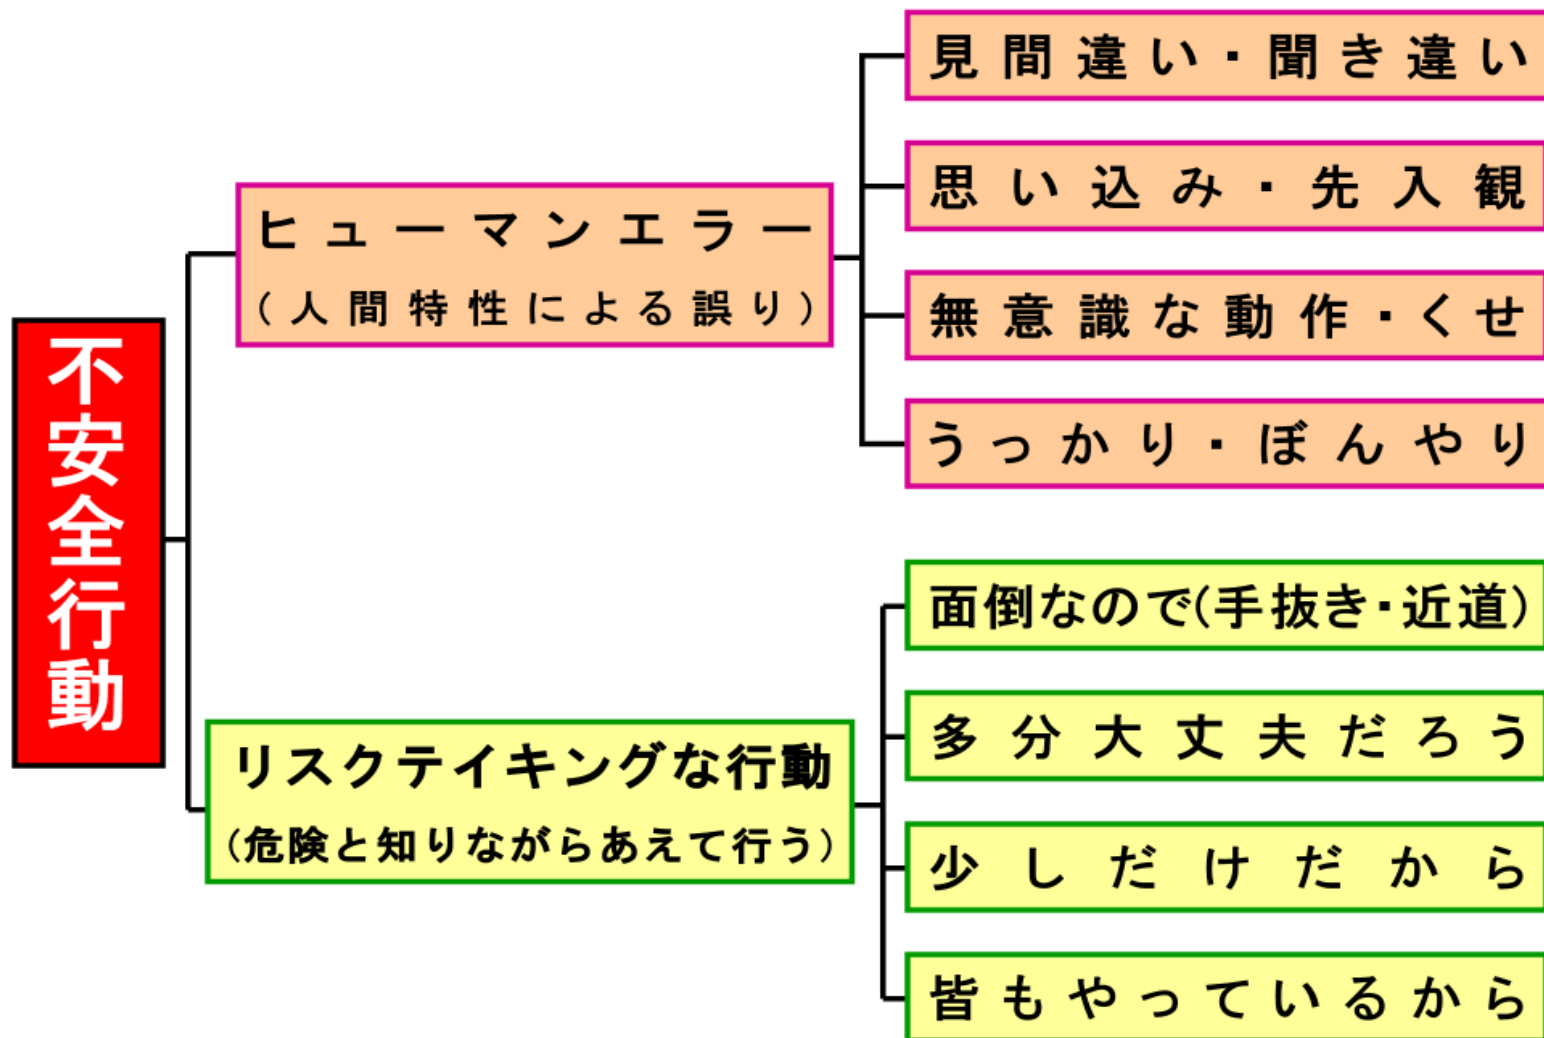 不安全行動
ヒューマンエラー
(人間特性による誤り)
見間違い・聞き違い
思い込み・先入観
無意識な動作・くせ
うっかり・ぼんやり
リスクテイキングな行動
(危険と知りながらあえて行う)
面倒なので(手抜き・近道)
多分大丈夫だろう
少しだけだから
皆もやっているから